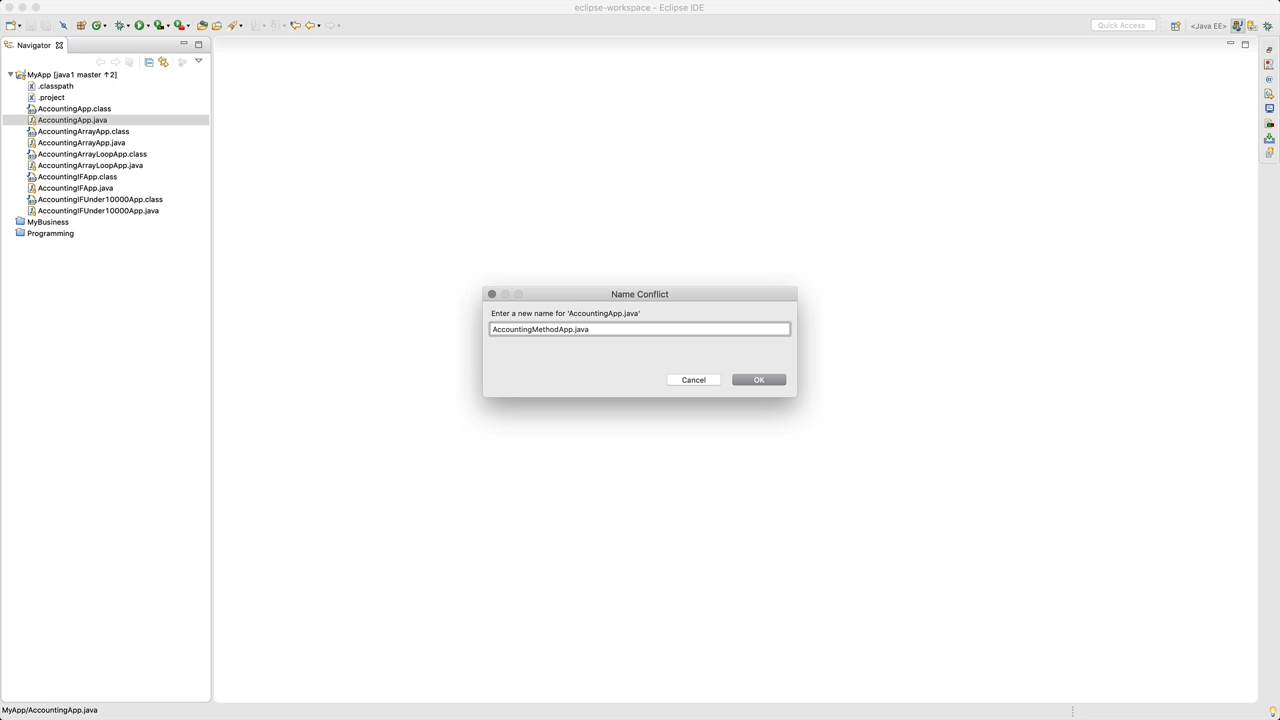 eclipse-workspace - Eclipse IDE
Quick Access
<Java EE>
Navigator
MyApp [java1 master ↑2]
.classpath
.project
AccountingApp.class
AccountingApp.java
AccountingArrayApp.class
AccountingArrayApp.java
AccountingArrayLoopApp.class
AccountingArrayLoopApp.java
AccountingIFApp.class
AccountingIFApp.java
AccountingIFUnder10000App.class
AccountingIFUnder10000App.java
MyBusiness
Programming
Name Conflict
Enter a new name for 'AccountingApp.java'
AccountingMethodApp.java
Cancel
OK
MyApp/AccountingApp.java